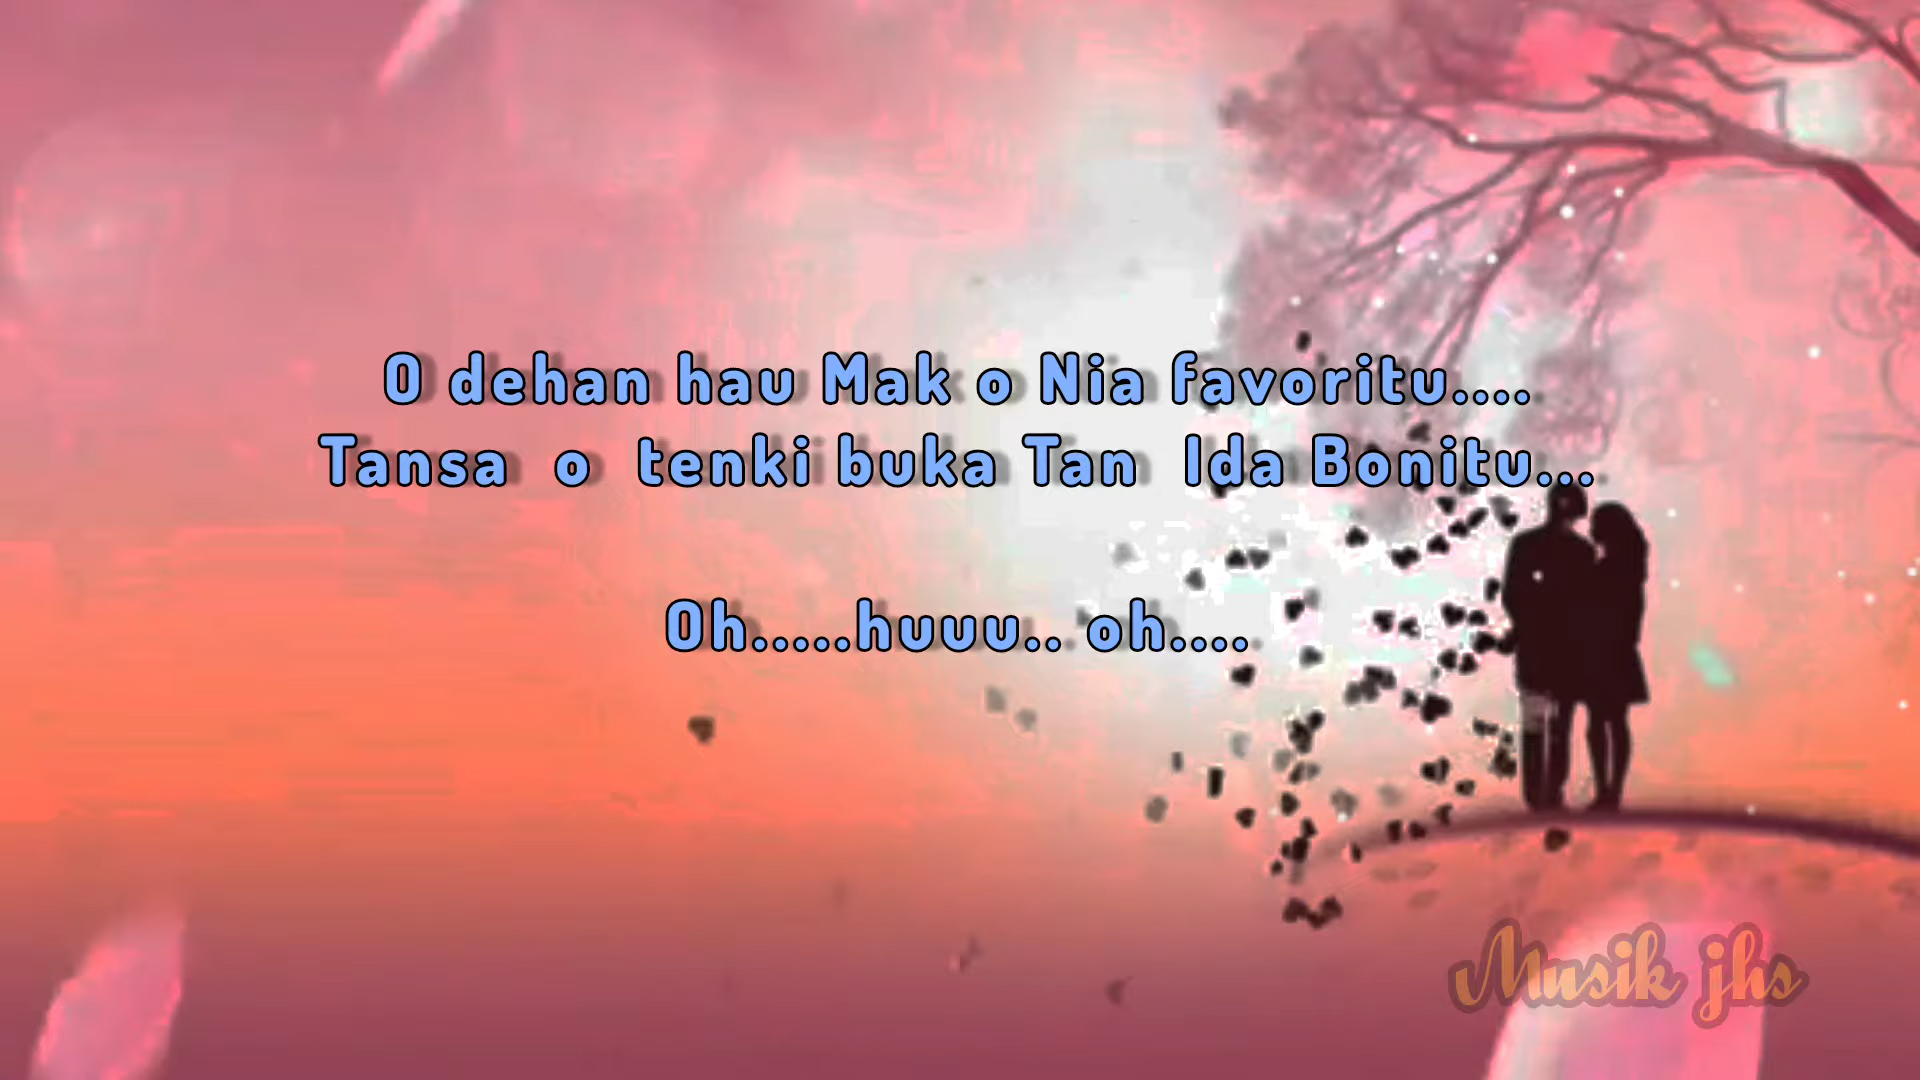 O dehan hau Mak o Nia favoritu....
Tansa o tenki buka Tan Ida Bonitu...
Oh.....huuu.. oh....
Musik jhs